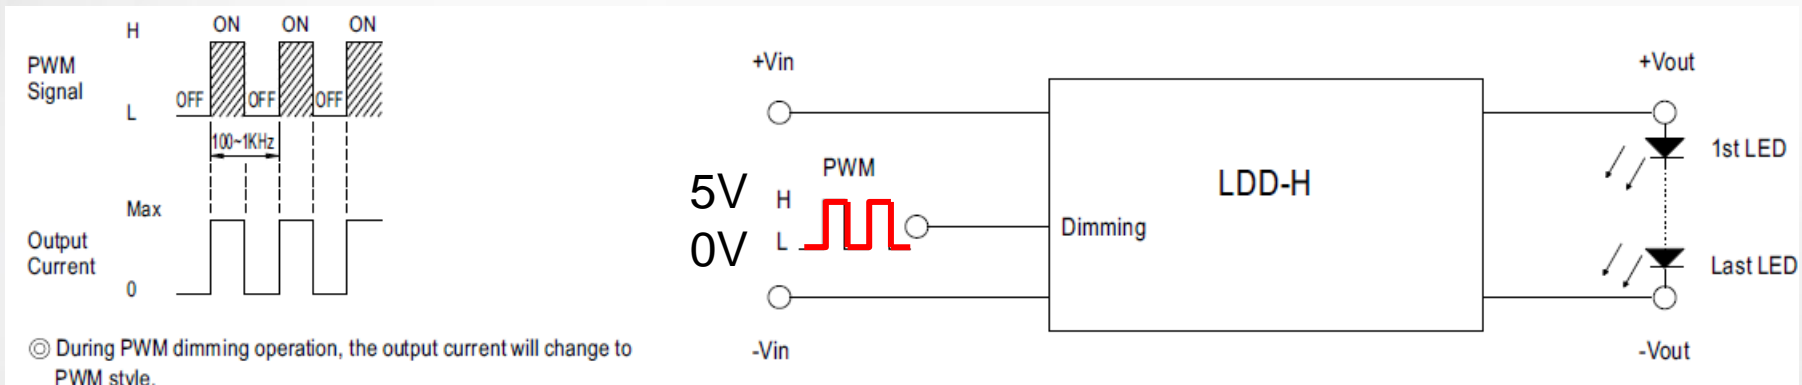 H ON ON ON
PWM
Signal
OFF OFF OFF
L
100~1KHz
Max
Output
Current
0
◎ During PWM dimming operation, the output current will change to
PWM style.
+Vin +Vout
PWM
5V H
0V L
Dimming
LDD-H
1st LED
Last LED
-Vin -Vout